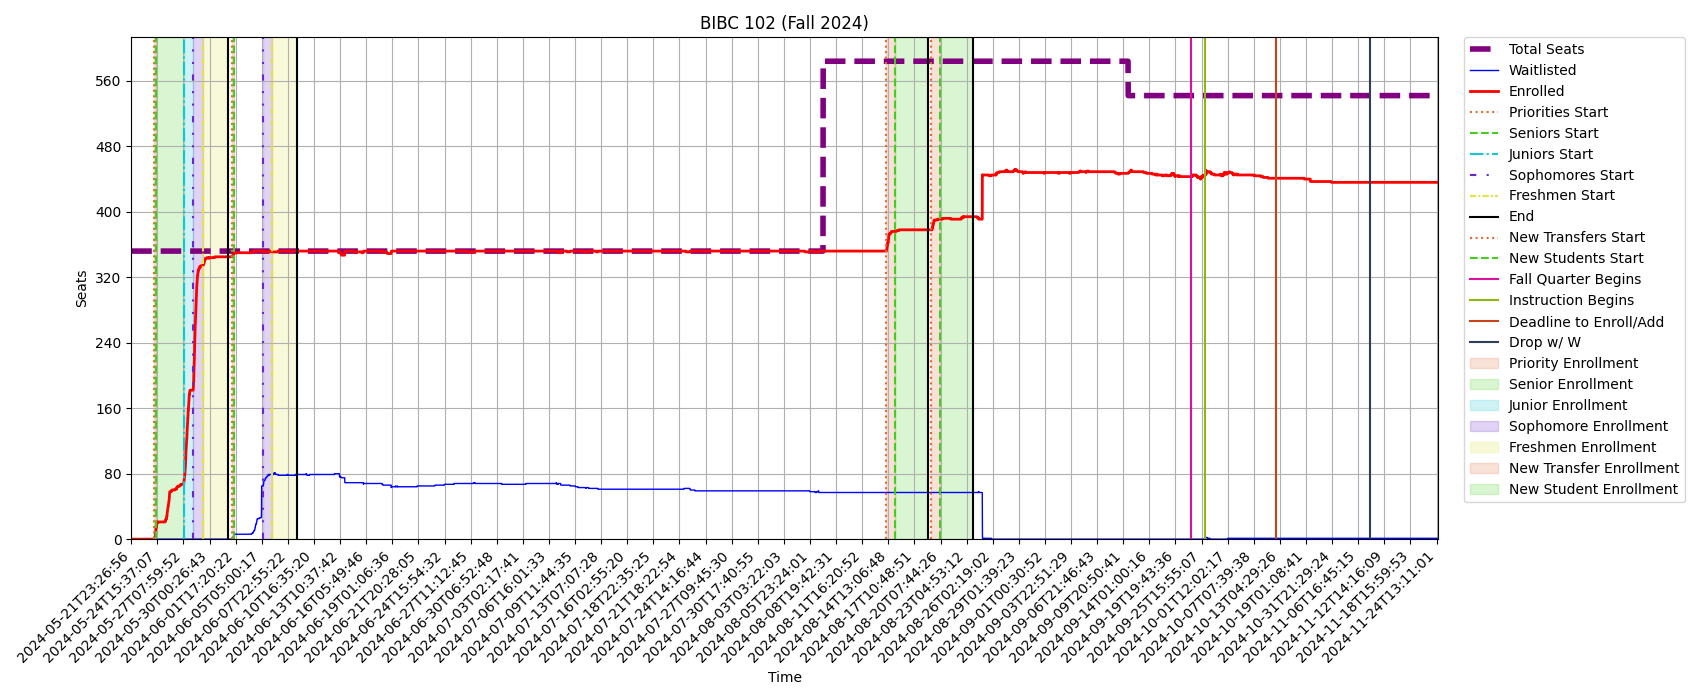 BIBC 102 (Fall 2024)
Seats
560
480
400
320
240
160
80
0
2024-05-21T23:26:56
2024-05-24T15:37:07
2024-05-27T07:59:52
2024-05-30T00:26:43
2024-06-01T17:20:22
2024-06-05T05:00:17
2024-06-07T22:55:22
2024-06-10T16:35:20
2024-06-13T10:37:42
2024-06-16T05:49:46
2024-06-19T01:06:36
2024-06-21T20:28:05
2024-06-24T15:54:32
2024-06-27T11:12:45
2024-06-30T06:52:48
2024-07-03T02:17:41
2024-07-06T16:01:33
2024-07-09T11:44:35
2024-07-13T07:07:28
2024-07-16T02:55:20
2024-07-18T22:35:25
2024-07-21T18:22:54
2024-07-24T14:16:44
2024-07-27T09:45:30
2024-07-30T17:40:55
2024-08-03T03:22:03
2024-08-05T23:24:01
2024-08-08T19:42:31
2024-08-11T16:20:52
2024-08-14T13:06:48
2024-08-17T10:48:51
2024-08-20T07:44:26
2024-08-23T04:53:12
2024-08-26T02:19:02
2024-08-29T01:39:23
2024-09-01T00:30:52
2024-09-03T22:51:29
2024-09-06T21:46:43
2024-09-09T20:50:41
2024-09-14T01:00:16
2024-09-19T19:43:36
2024-09-25T15:55:07
2024-10-01T12:02:17
2024-10-07T07:39:38
2024-10-13T04:29:26
2024-10-19T01:08:41
2024-10-31T21:29:24
2024-11-06T16:45:15
2024-11-12T14:16:09
2024-11-18T15:59:53
2024-11-24T13:11:01
Time
Total Seats
Waitlisted
Enrolled
Priorities Start
Seniors Start
Juniors Start
Sophomores Start
Freshmen Start
End
New Transfers Start
New Students Start
Fall Quarter Begins
Instruction Begins
Deadline to Enroll/Add
Drop w/ W
Priority Enrollment
Senior Enrollment
Junior Enrollment
Sophomore Enrollment
Freshmen Enrollment
New Transfer Enrollment
New Student Enrollment